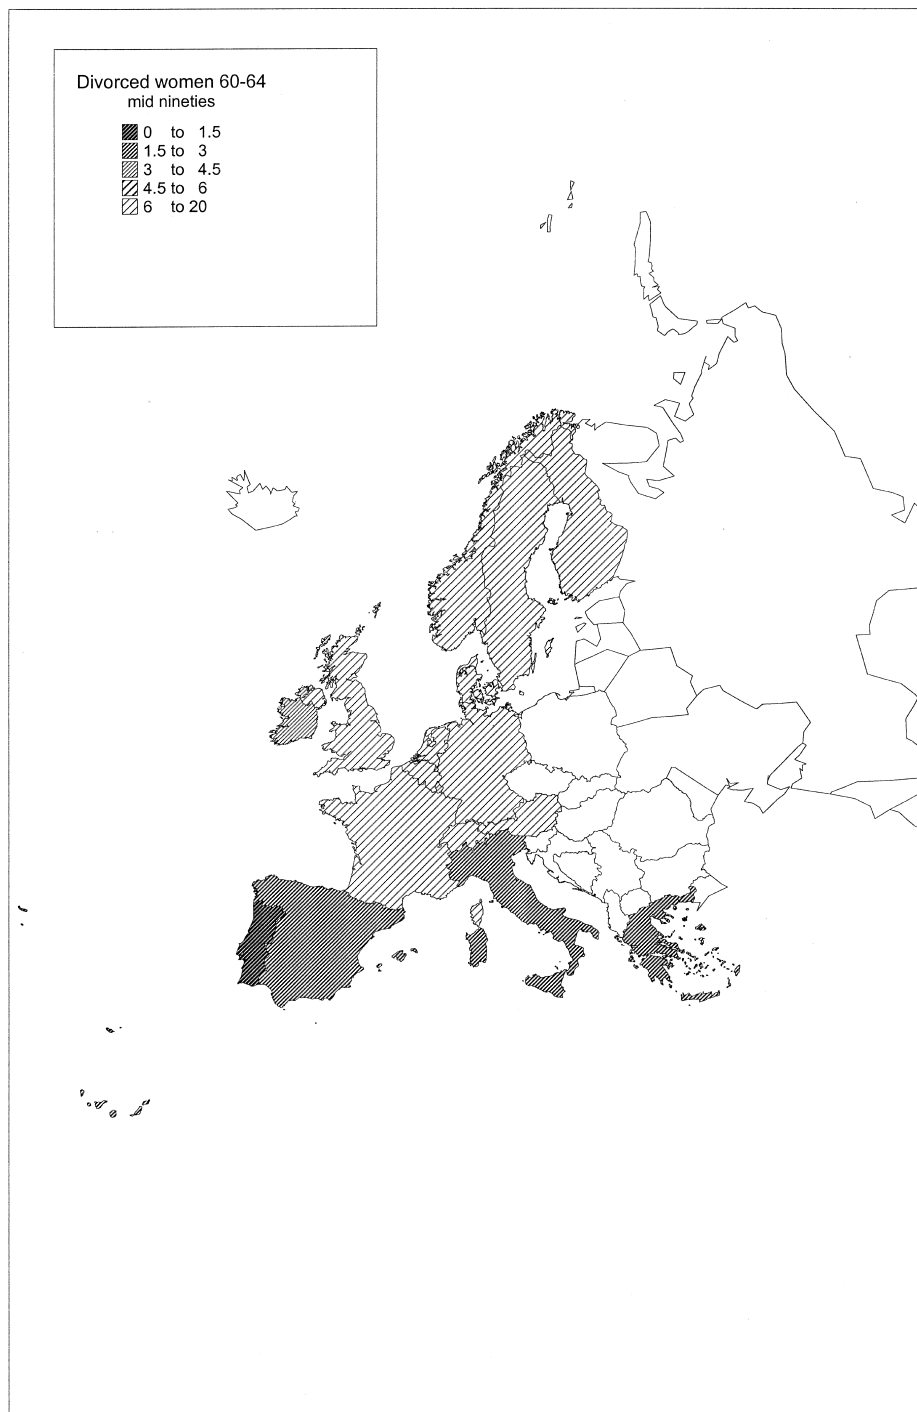 Divorced women 60-64
mid nineties
0 to 1.5
1.5 to 3
3 to 4.5
4.5 to 6
6 to 20